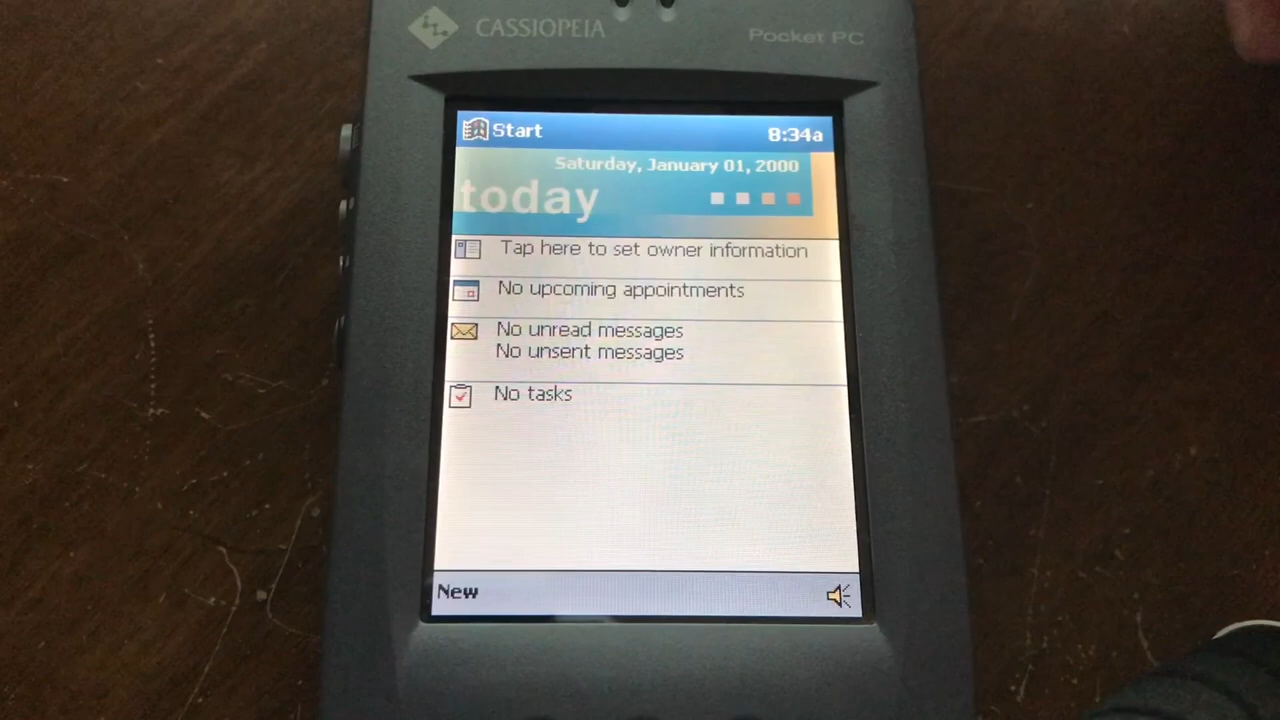 CASSIOPEIA
Pocket PC
Start
8:34a
Saturday, January 01, 2000
today
Tap here to set owner information
No upcoming appointments
No unread messages
No unsent messages
No tasks
New